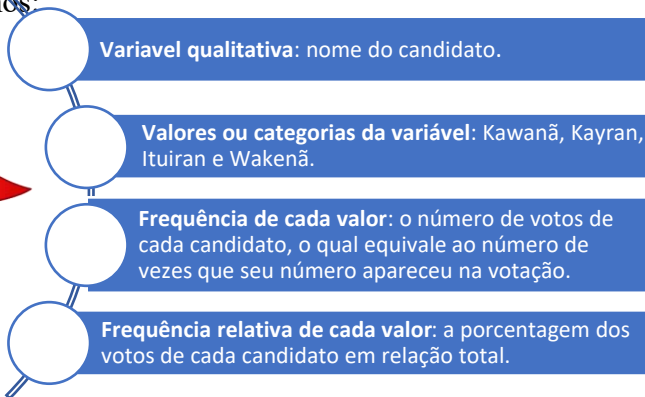 Variavel qualitativa: nome do candidato.
Valores ou categorias da variável: Kawanã, Kayran,
Ituiran e Wakenã.
Frequência de cada valor: o número de votos de
cada candidato, o qual equivale ao número de
vezes que seu número apareceu na votação.
Frequência relativa de cada valor: a porcentagem dos
votos de cada candidato em relação total.